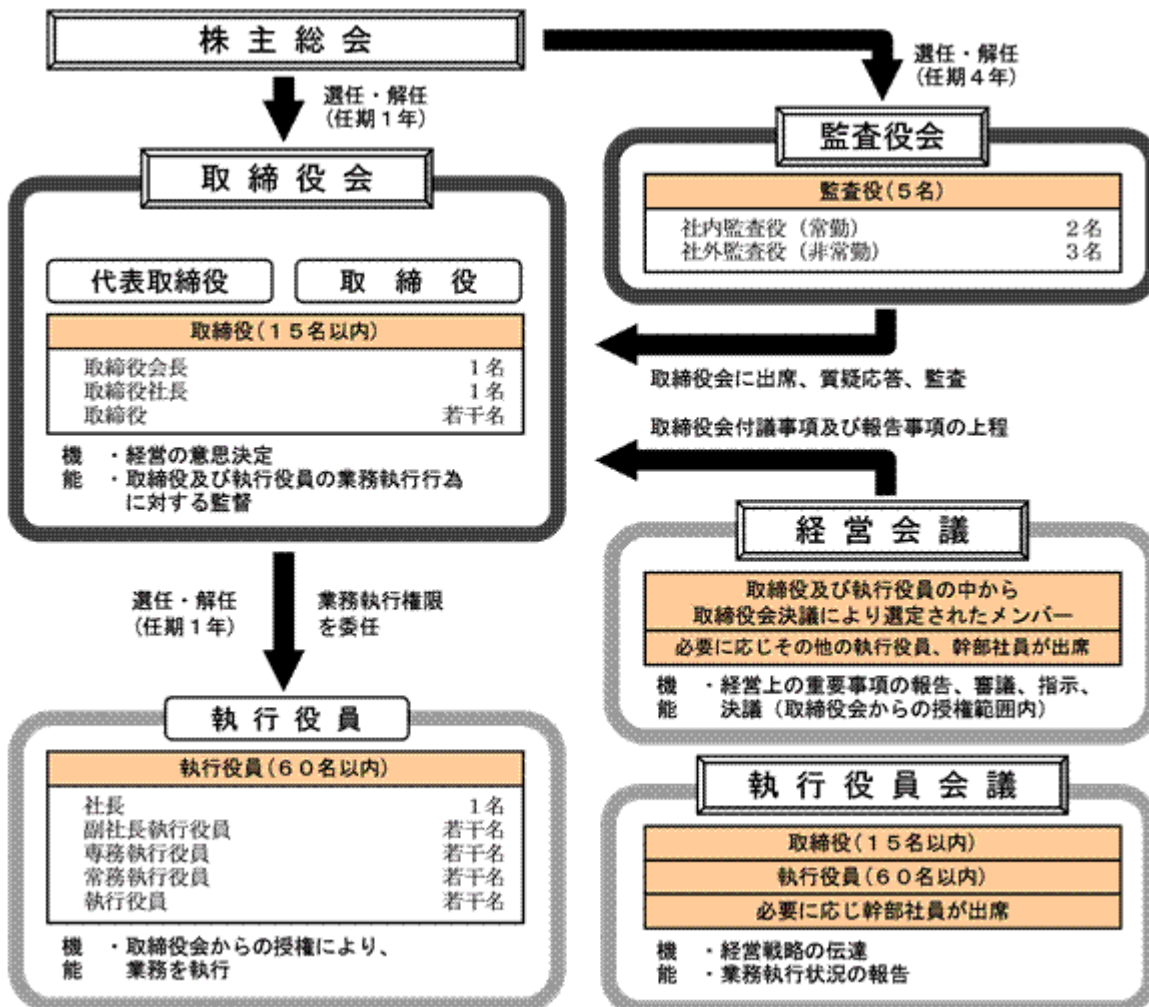 株主総会
選任・解任
(任期1年)
取締役会
代表取締役
取締役
取締役(15名以内)
取締役会長 1名
取締役社長 1名
取締役 若干名
機能 ・経営の意思決定
・取締役及び執行役員の業務執行行為
に対する監督
選任・解任
(任期1年)
業務執行権限
を委任
執行役員
執行役員(60名以内)
社長 1名
副社長執行役員 若干名
専務執行役員 若干名
常務執行役員 若干名
執行役員 若干名
機能 ・取締役会からの授権により、
業務を執行
選任・解任
(任期4年)
監査役会
監査役(5名)
社内監査役(常勤) 2名
社外監査役(非常勤) 3名
取締役会に出席、質疑応答、監査
取締役会付議事項及び報告事項の上程
経営会議
取締役及び執行役員の中から
取締役会決議により選定されたメンバー
必要に応じその他の執行役員、幹部社員が出席
機能 ・経営上の重要事項の報告、審議、指示、
決議(取締役会からの授権範囲内)
執行役員会議
取締役(15名以内)
執行役員(60名以内)
必要に応じ幹部社員が出席
機能 ・経営戦略の伝達
・業務執行状況の報告